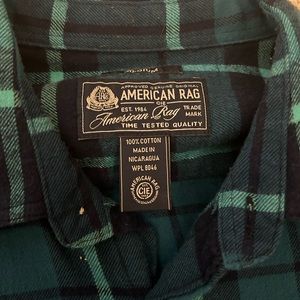 APPROVED GENUINE ORIGINAL
AMERICAN RAG
CIE
EST. 1984
TRADE
MARK
American Rag
TIME TESTED QUALITY
100% COTTON
MADE IN
NICARAGUA
WPL 8046
AMERICAN RAG
CIE